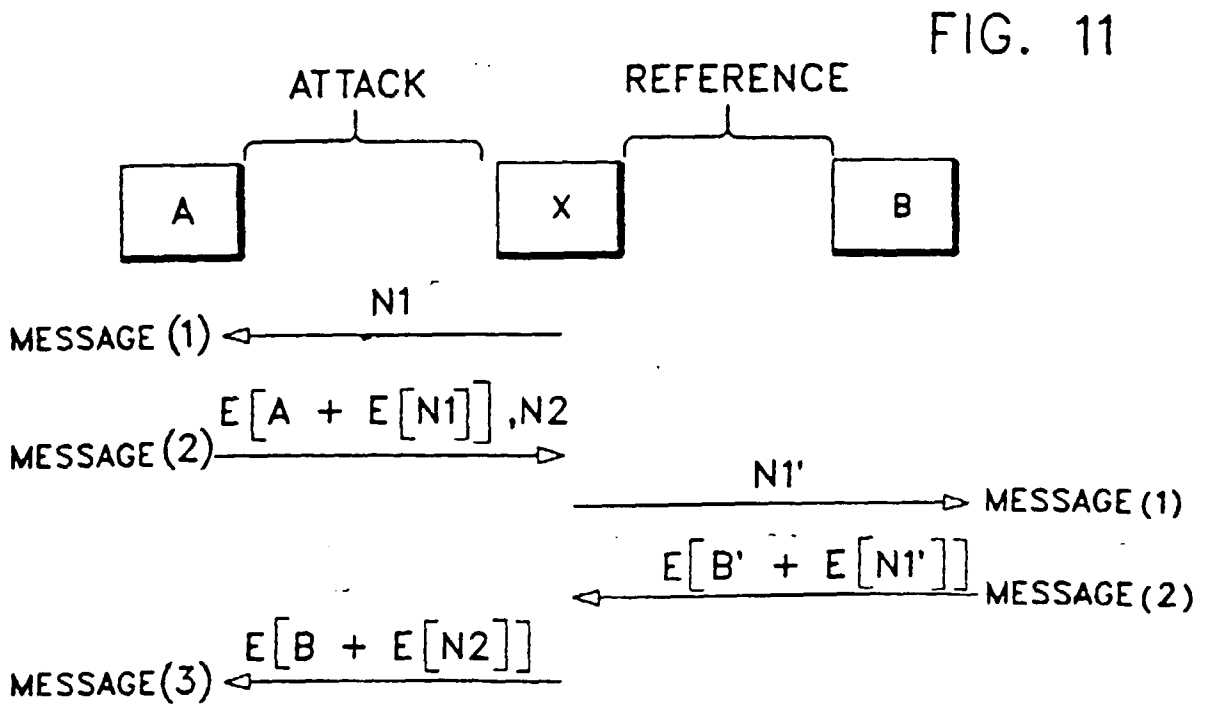 FIG. 11
ATTACK
REFERENCE
A
X
B
N1
MESSAGE (1)
E[A + E[N1]],N2
MESSAGE (2)
N1'
MESSAGE (1)
E[B' + E[N1']]
MESSAGE (2)
E[B + E[N2]]
MESSAGE (3)